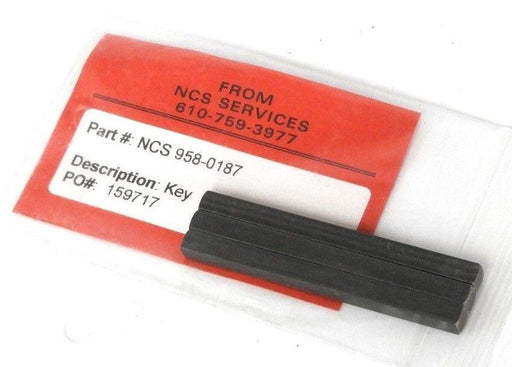 FROM
NCS SERVICES
610-759-3977
Part #: NCS 958-0187
Description: Key
PO#: 159717